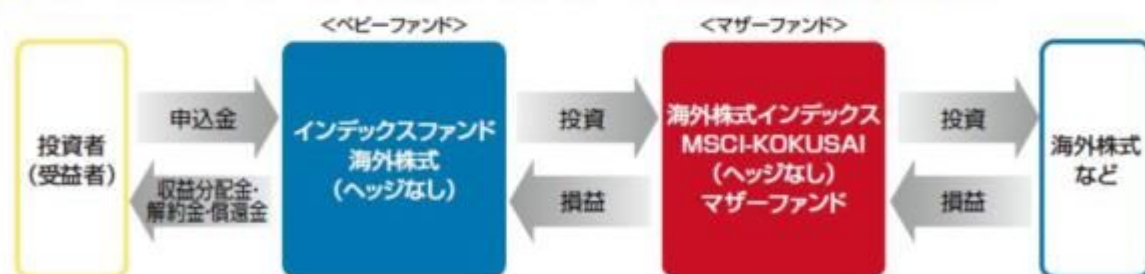 <ベビーファンド>
<マザーファンド>
投資者
(受益者)
申込金
収益分配金・
解約金・償還金
インデックスファンド
海外株式
(ヘッジなし)
投資
損益
海外株式インデックス
MSCI-KOKUSAI
(ヘッジなし)
マザーファンド
投資
損益
海外株式
など